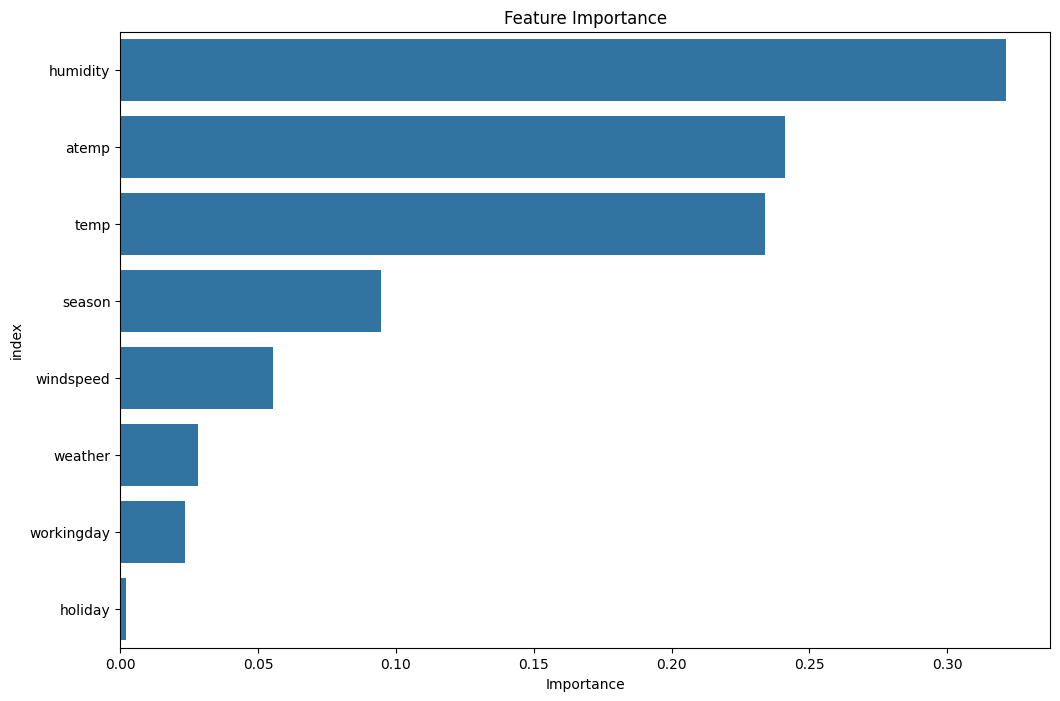 Feature Importance
humidity
atemp
temp
season
windspeed
weather
workingday
holiday
index
0.00 0.05 0.10 0.15 0.20 0.25 0.30
Importance